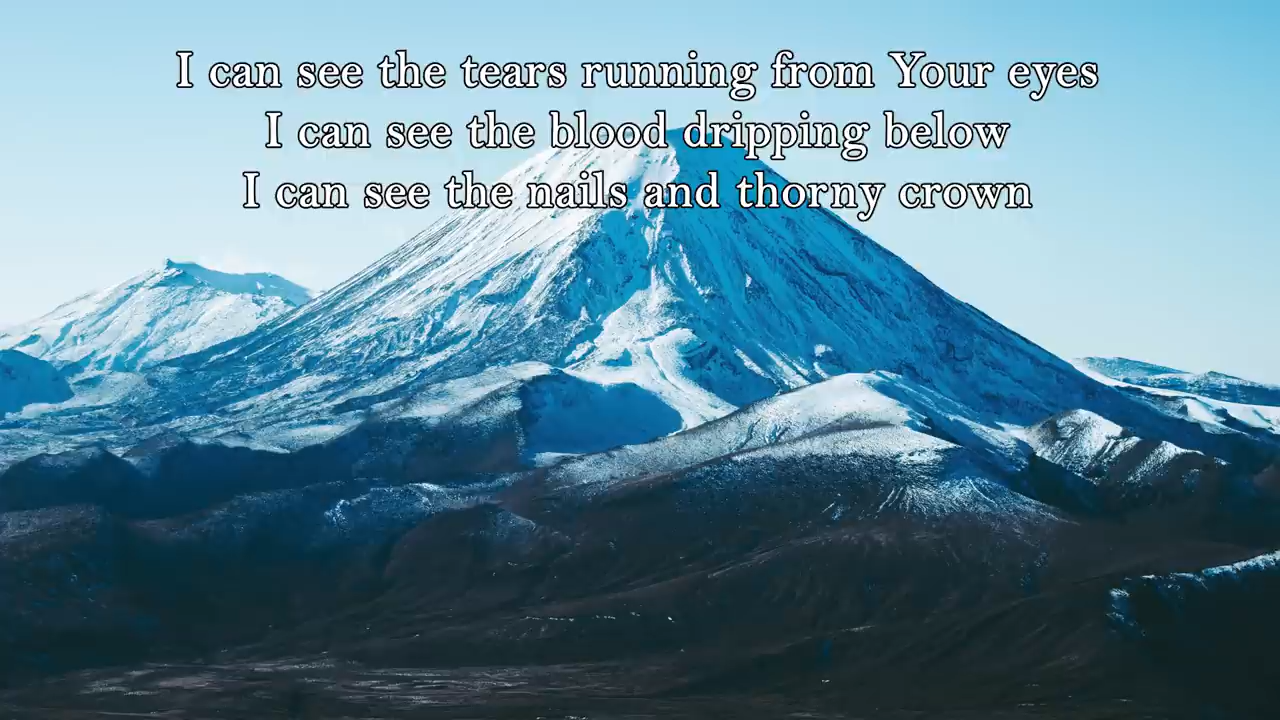 I can see the tears running from Your eyes
I can see the blood dripping below
I can see the nails and thorny crown